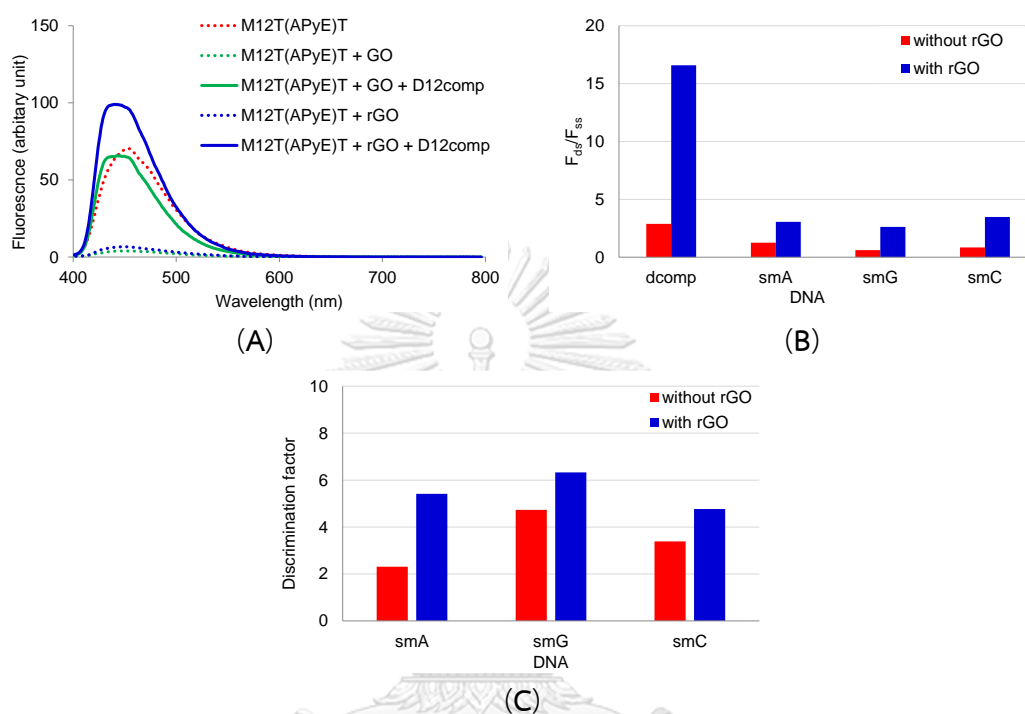 150
100
50
0
Fluorescnce (arbitary unit)
400 500 600 700 800
Wavelength (nm)
M12T(APyE)T
M12T(APyE)T + GO
M12T(APyE)T + GO + D12comp
M12T(APyE)T + rGO
M12T(APyE)T + rGO + D12comp
(A)
20
15
10
5
0
Fds/Fss
without rGO
with rGO
dcomp smA smG smC
DNA
(B)
10
8
6
4
2
0
Discrimination factor
without rGO
with rGO
smA smG smC
DNA
(C)